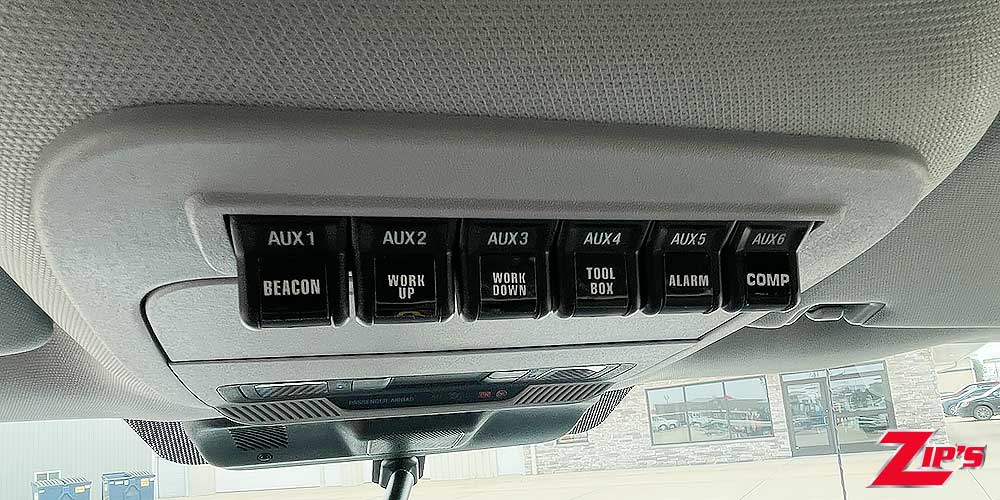 AUX1 AUX2 AUX3 AUX4 AUX5 AUX6
BEACON WORK UP WORK DOWN TOOL BOX ALARM COMP
PASSENGER AIRBAG
ZIP'S